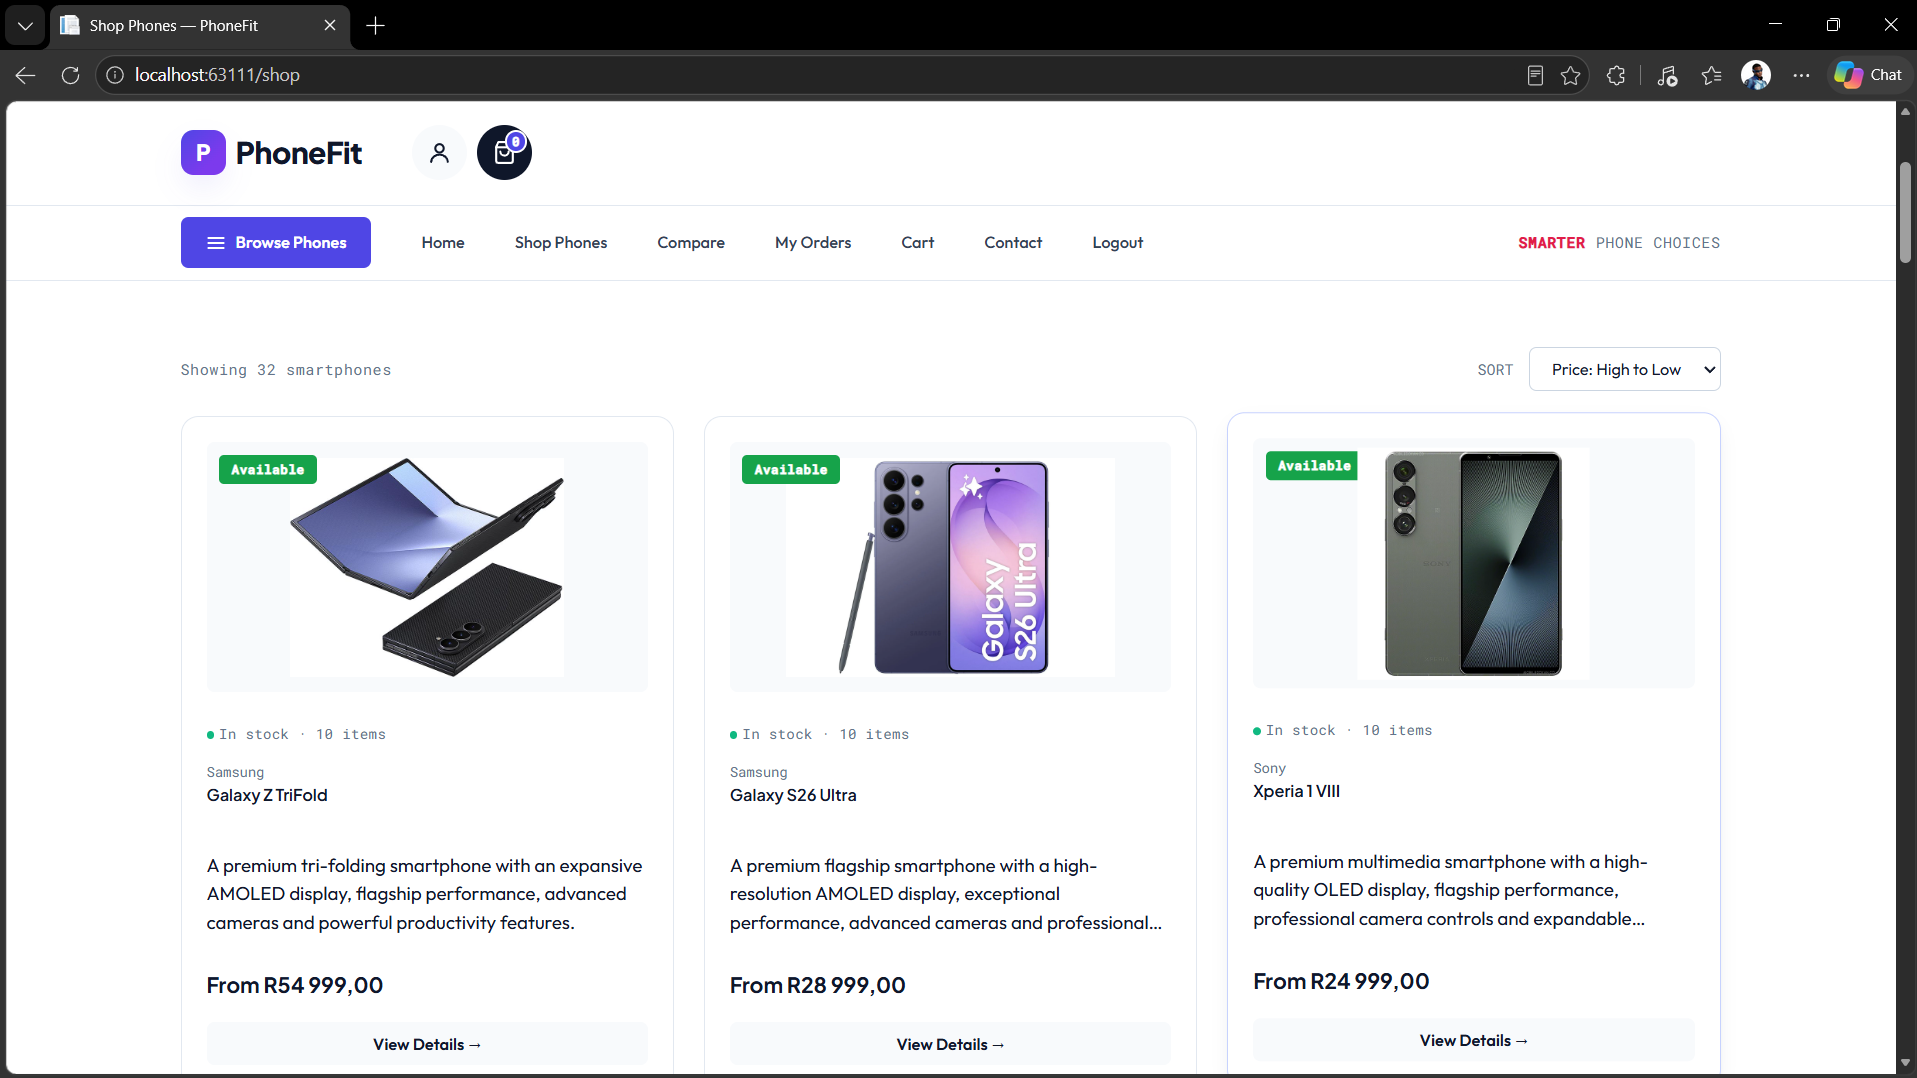 Shop Phones — PhoneFit
localhost:63111/shop
Chat
P PhoneFit
0
Browse Phones
Home
Shop Phones
Compare
My Orders
Cart
Contact
Logout
SMARTER PHONE CHOICES
Showing 32 smartphones
SORT
Price: High to Low
Available
In stock · 10 items
Samsung
Galaxy Z TriFold
A premium tri-folding smartphone with an expansive
AMOLED display, flagship performance, advanced
cameras and powerful productivity features.
From R54 999,00
View Details →
Available
Galaxy
S26 Ultra
In stock · 10 items
Samsung
Galaxy S26 Ultra
A premium flagship smartphone with a high-
resolution AMOLED display, exceptional
performance, advanced cameras and professional...
From R28 999,00
View Details →
Available
In stock · 10 items
Sony
Xperia 1 VIII
A premium multimedia smartphone with a high-
quality OLED display, flagship performance,
professional camera controls and expandable...
From R24 999,00
View Details →